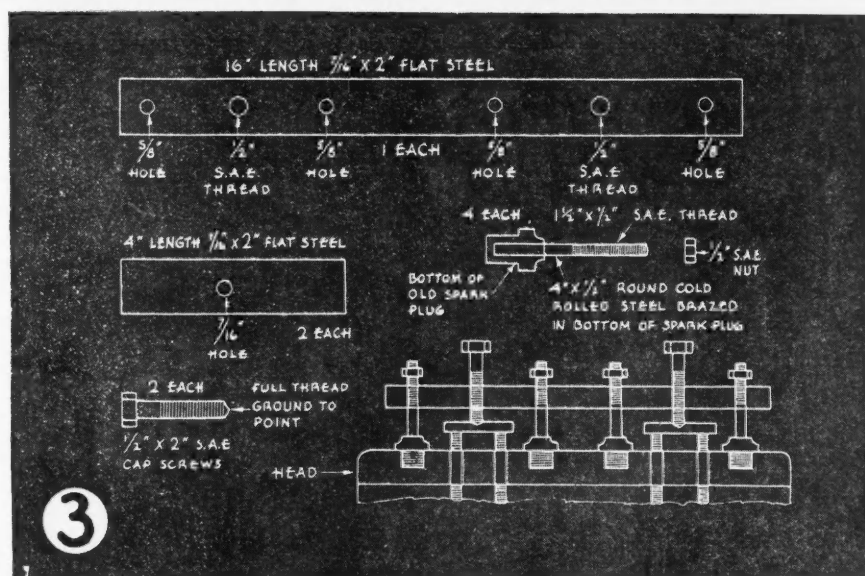 16" LENGTH 7/16" X 2" FLAT STEEL
5/8" HOLE
1/2" S.A.E. THREAD
5/8" HOLE
1 EACH
5/8" HOLE
1/2" S.A.E. THREAD
5/8" HOLE
4" LENGTH 7/16" X 2" FLAT STEEL
7/16" HOLE
2 EACH
4 EACH
1 1/2" X 1/2" S.A.E. THREAD
1/2" S.A.E.
NUT
BOTTOM OF
OLD SPARK
PLUG
4" X 1/2" ROUND COLD
ROLLED STEEL BRAZED
IN BOTTOM OF SPARK PLUG
2 EACH
FULL THREAD
GROUND TO
POINT
1/2" X 2" S.A.E
CAP SCREWS
HEAD
3